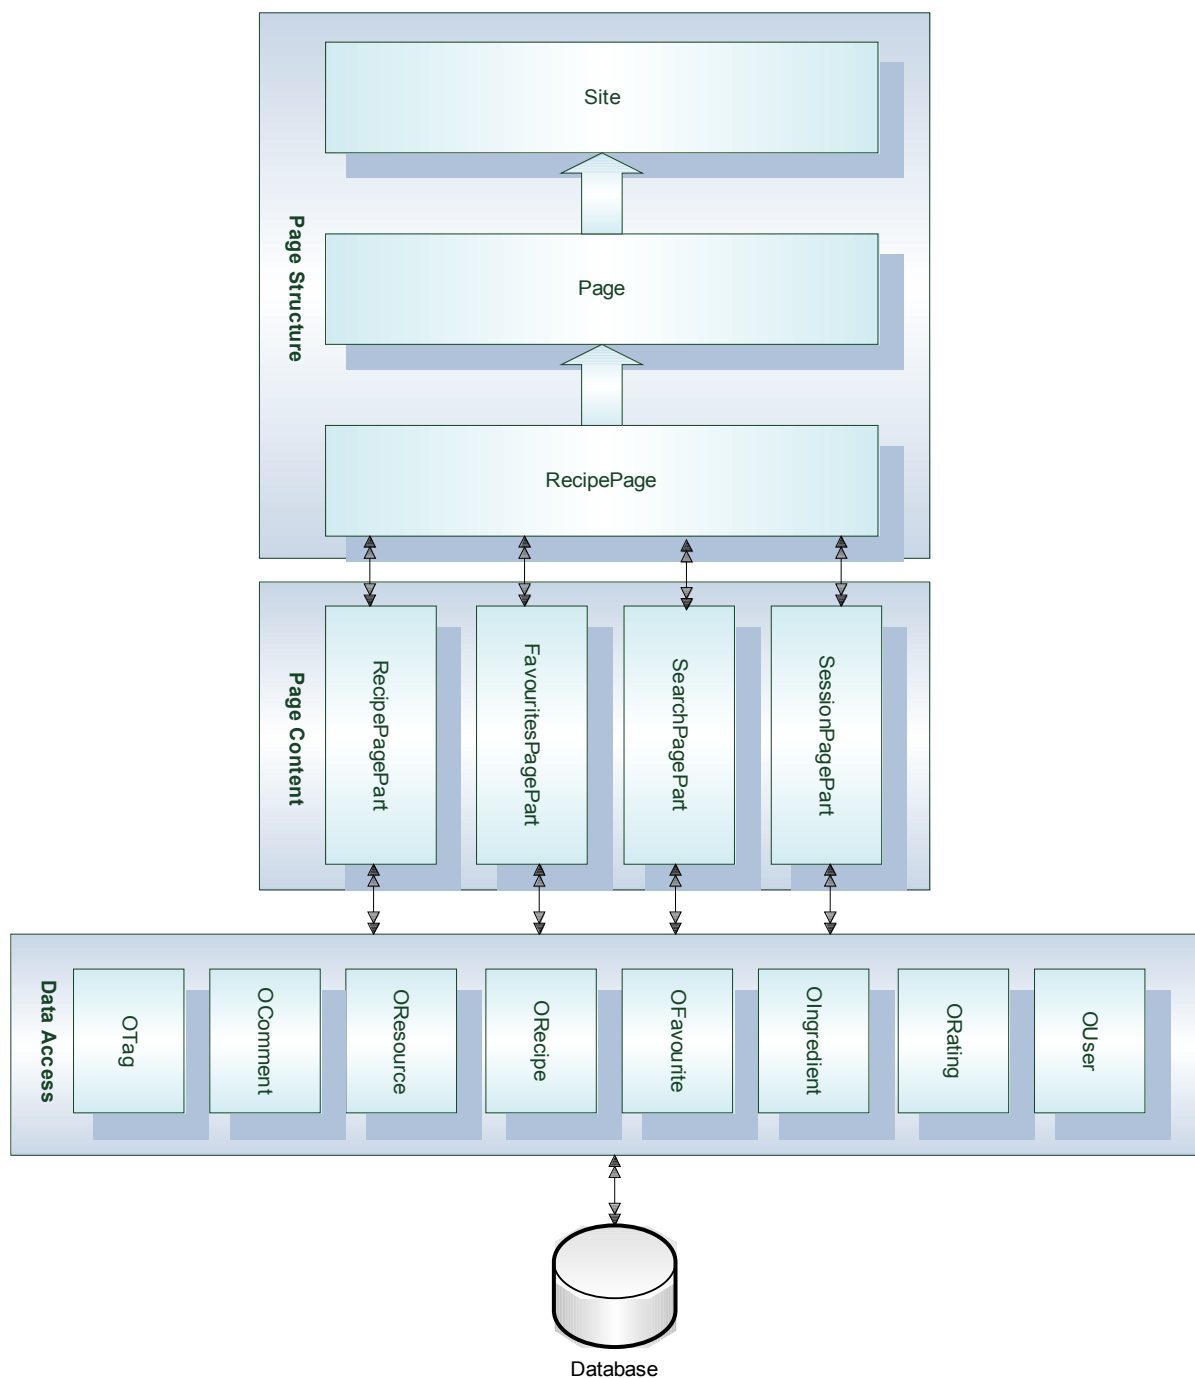 Page Structure
Site
Page
RecipePage
Page Content
RecipePagePart
FavouritesPagePart
SearchPagePart
SessionPagePart
Data Access
OTag
OComment
OResource
ORecipe
OFavourite
OIngredient
ORating
OUser
Database